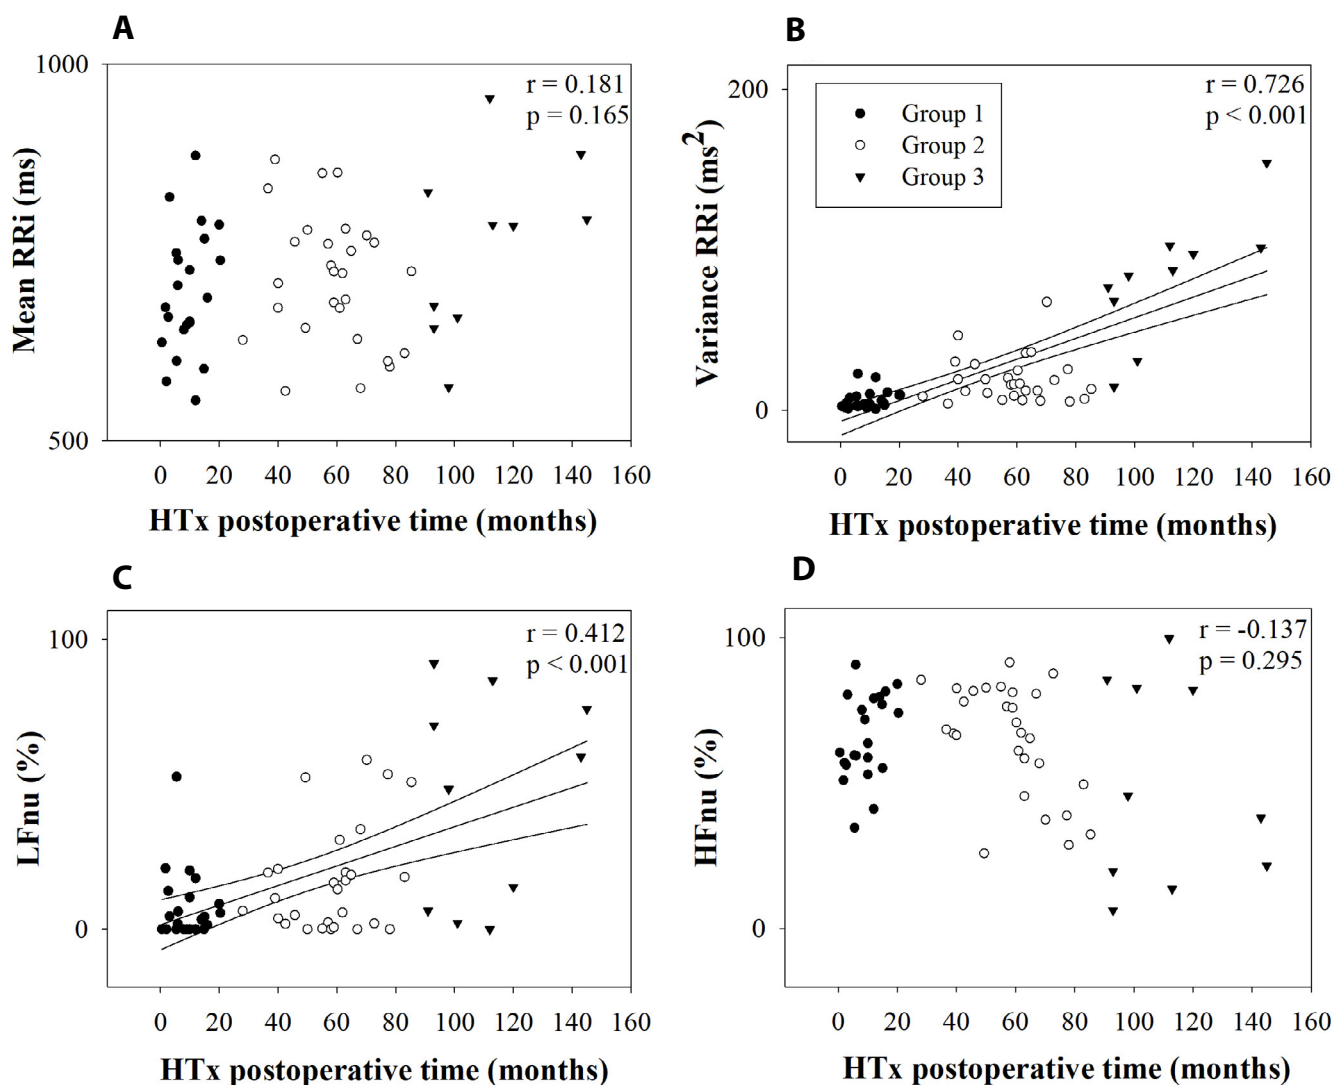 A
1000
r = 0.181
p = 0.165
Mean RRi (ms)
500
0 20 40 60 80 100 120 140 160
HTx postoperative time (months)
B
200
r = 0.726
p < 0.001
Group 1
Group 2
Group 3
Variance RRi (ms²)
0
0 20 40 60 80 100 120 140 160
HTx postoperative time (months)
C
100
r = 0.412
p < 0.001
LFnu (%)
0
0 20 40 60 80 100 120 140 160
HTx postoperative time (months)
D
100
r = -0.137
p = 0.295
HFnu (%)
0
0 20 40 60 80 100 120 140 160
HTx postoperative time (months)